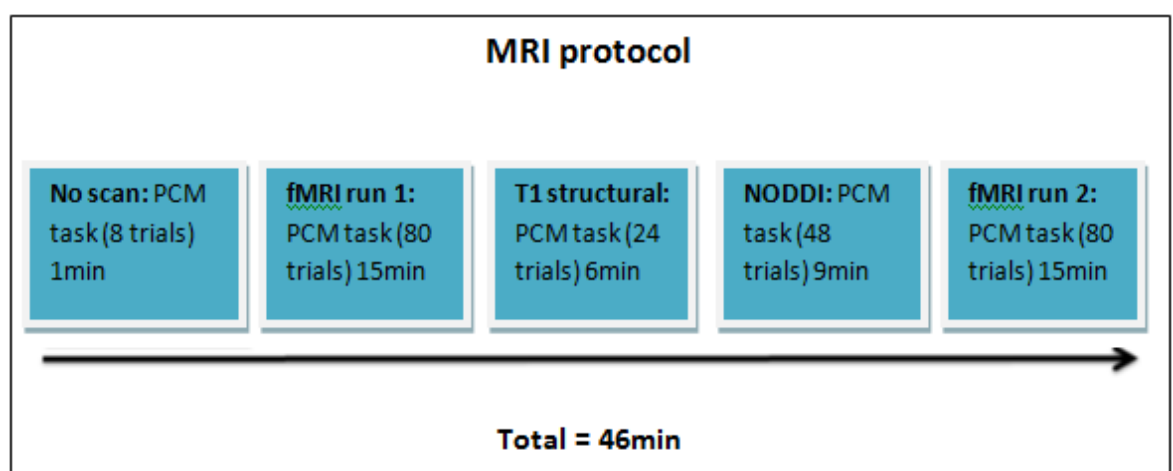 MRI protocol
No scan: PCM
task (8 trials)
1min
fMRI run 1:
PCM task (80
trials) 15min
T1 structural:
PCM task (24
trials) 6min
NODDI: PCM
task (48
trials) 9min
fMRI run 2:
PCM task (80
trials) 15min
Total = 46min